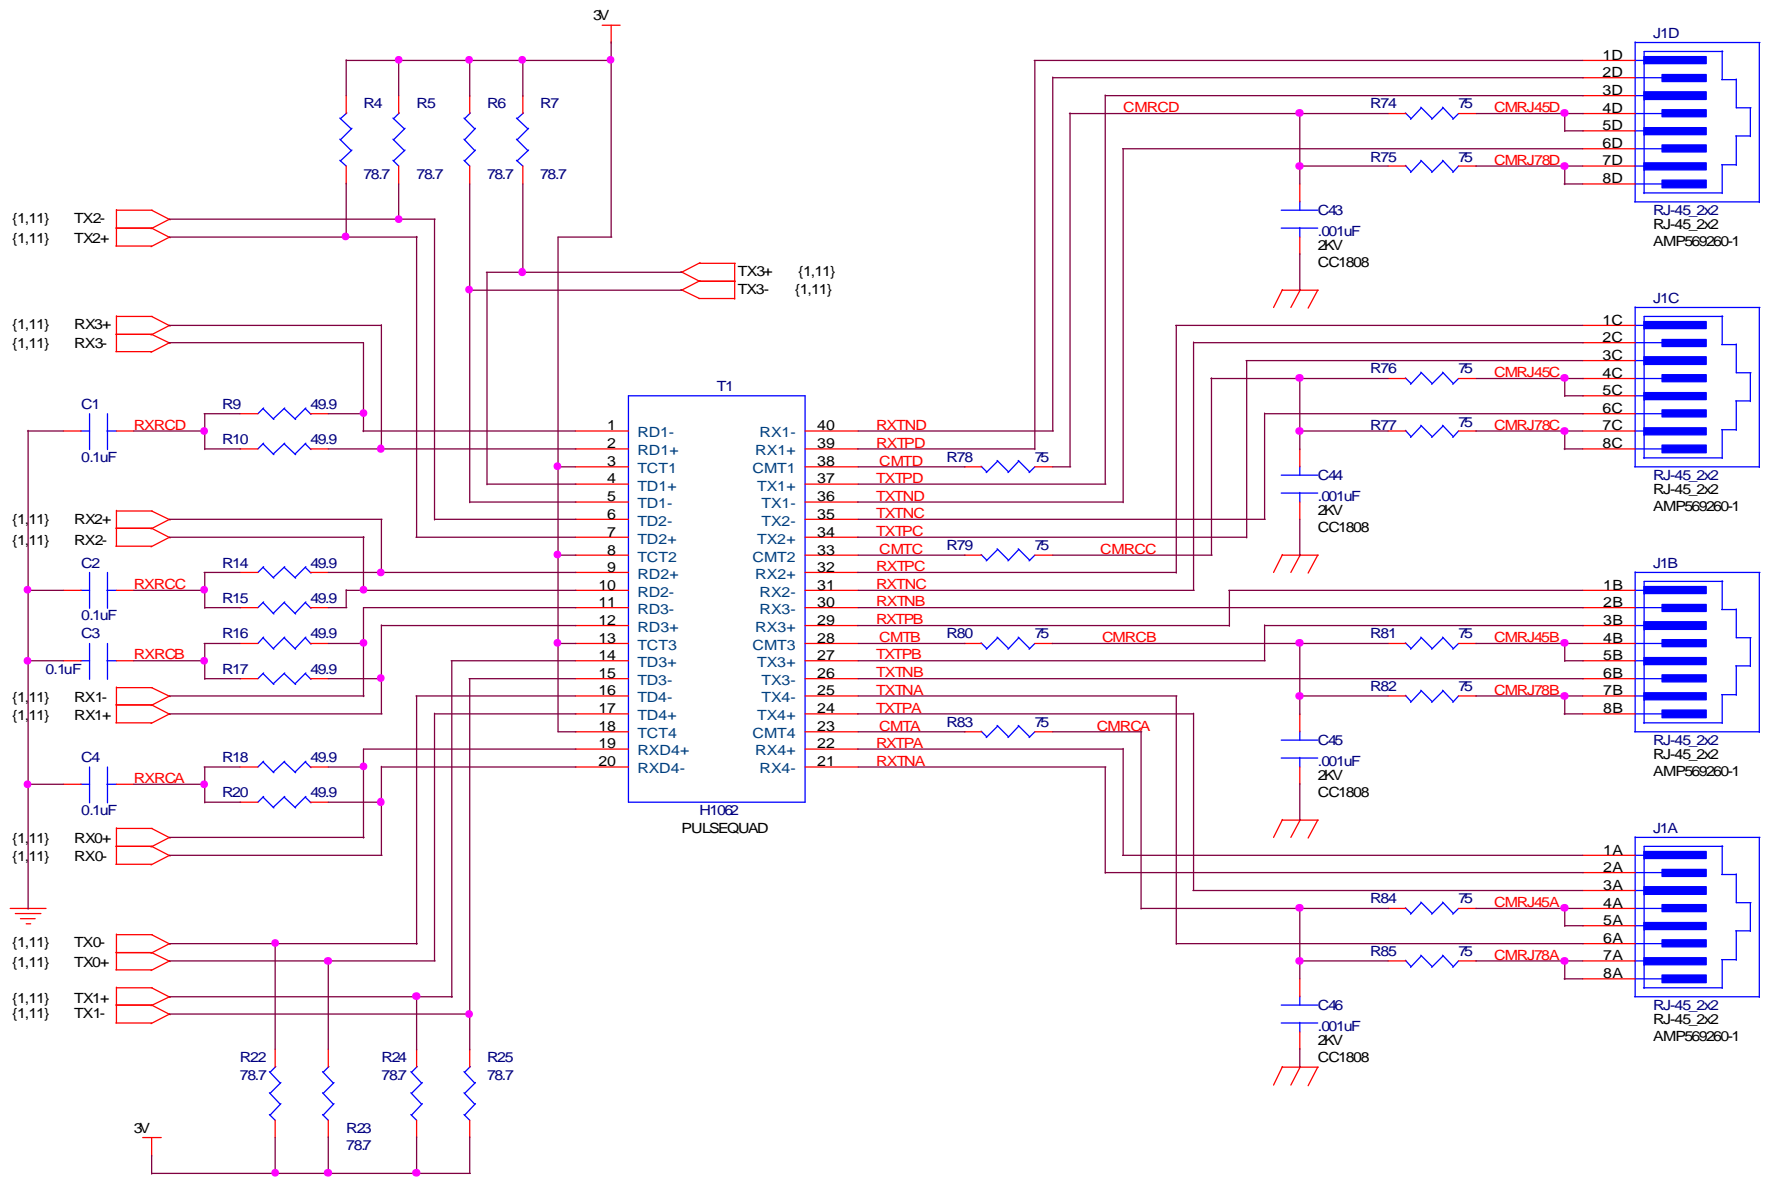 3V
R4 R5 R6 R7
78.7 78.7 78.7 78.7
{1,11} TX2-
{1,11} TX2+
TX3+ {1,11}
TX3- {1,11}
{1,11} RX3+
{1,11} RX3-
C1
0.1uF
RXRCD
R9 49.9
R10 49.9
{1,11} RX2+
{1,11} RX2-
C2
0.1uF
RXRCC
R14 49.9
R15 49.9
C3
0.1uF
RXRCB
R16 49.9
R17 49.9
{1,11} RX1-
{1,11} RX1+
C4
0.1uF
RXRCA
R18 49.9
R20 49.9
{1,11} RX0+
{1,11} RX0-
{1,11} TX0-
{1,11} TX0+
{1,11} TX1+
{1,11} TX1-
R22
78.7
R23
78.7
R24
78.7
R25
78.7
3V
T1
1 RD1- RX1- 40 RXTND
2 RD1+ RX1+ 39 RXTPD
3 TCT1 CMT1 38 CMTD R78 75
4 TD1+ TX1+ 37 TXTPD
5 TD1- TX1- 36 TXTND
6 TD2- TX2- 35 TXTNC
7 TD2+ TX2+ 34 TXTPC
8 TCT2 CMT2 33 CMTC R79 75 CMRCC
9 RD2+ RX2+ 32 RXTPC
10 RD2- RX2- 31 RXTNC
11 RD3- RX3- 30 RXTNB
12 RD3+ RX3+ 29 RXTPB
13 TCT3 CMT3 28 CMTB R80 75 CMRCB
14 TD3+ TX3+ 27 TXTPB
15 TD3- TX3- 26 TXTNB
16 TD4- TX4- 25 TXTNA
17 TD4+ TX4+ 24 TXTPA
18 TCT4 CMT4 23 CMTA R83 75 CMRCA
19 RXD4+ RX4+ 22 RXTPA
20 RXD4- RX4- 21 RXTNA
H1062
PULSEQUAD
CMRCD
R74 75 CMRJ45D
R75 75 CMRJ78D
C43
.001uF
2KV
CC1808
J1D
1D
2D
3D
4D
5D
6D
7D
8D
RJ-45_2x2
RJ-45_2x2
AMP569260-1
R76 75 CMRJ45C
R77 75 CMRJ78C
C44
.001uF
2KV
CC1808
J1C
1C
2C
3C
4C
5C
6C
7C
8C
RJ-45_2x2
RJ-45_2x2
AMP569260-1
R81 75 CMRJ45B
R82 75 CMRJ78B
C45
.001uF
2KV
CC1808
J1B
1B
2B
3B
4B
5B
6B
7B
8B
RJ-45_2x2
RJ-45_2x2
AMP569260-1
R84 75 CMRJ45A
R85 75 CMRJ78A
C46
.001uF
2KV
CC1808
J1A
1A
2A
3A
4A
5A
6A
7A
8A
RJ-45_2x2
RJ-45_2x2
AMP569260-1